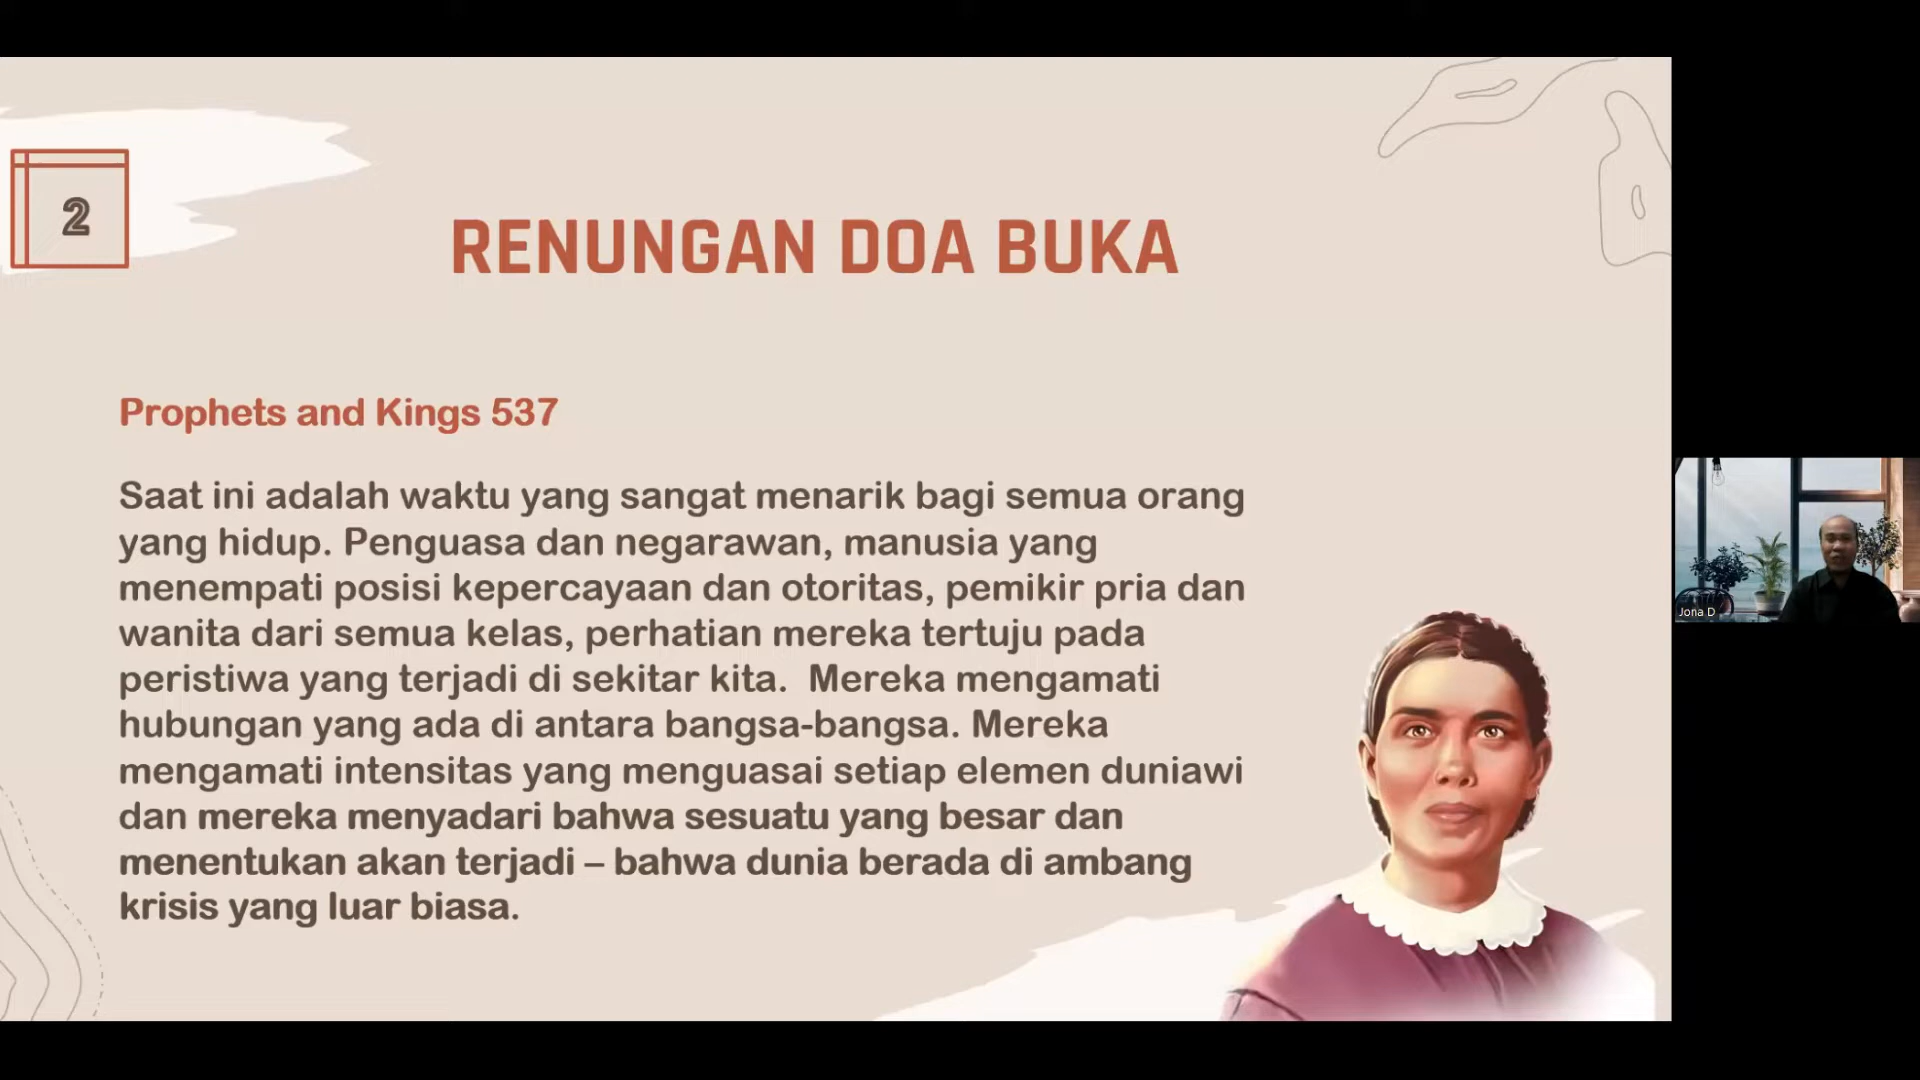 2
RENUNGAN DOA BUKA
Prophets and Kings 537
Saat ini adalah waktu yang sangat menarik bagi semua orang
yang hidup. Penguasa dan negarawan, manusia yang
menempati posisi kepercayaan dan otoritas, pemikir pria dan
wanita dari semua kelas, perhatian mereka tertuju pada
peristiwa yang terjadi di sekitar kita.  Mereka mengamati
hubungan yang ada di antara bangsa-bangsa. Mereka
mengamati intensitas yang menguasai setiap elemen duniawi
dan mereka menyadari bahwa sesuatu yang besar dan
menentukan akan terjadi – bahwa dunia berada di ambang
krisis yang luar biasa.
Jona D